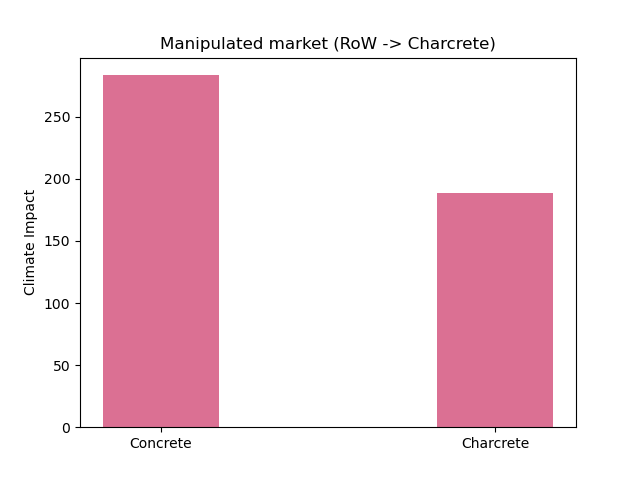 Manipulated market (RoW -> Charcrete)
Climate Impact
250
200
150
100
50
0
Concrete
Charcrete